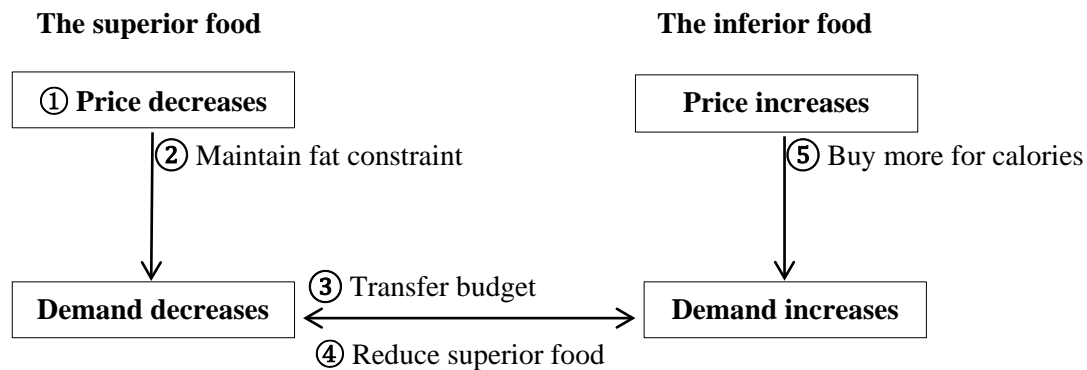 The superior food
The inferior food
① Price decreases
Price increases
② Maintain fat constraint
⑤ Buy more for calories
③ Transfer budget
Demand decreases
Demand increases
④ Reduce superior food